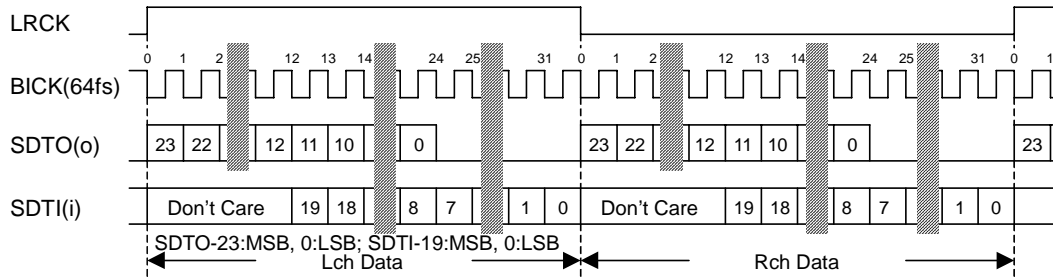 LRCK
0 1 2 12 13 14 24 25 31 0 1 2 12 13 14 24 25 31 0 1
BICK(64fs)
SDTO(o) 23 22 12 11 10 0 23 22 12 11 10 0 23
SDTI(i) Don't Care 19 18 8 7 1 0 Don't Care 19 18 8 7 1 0
SDTO-23:MSB, 0:LSB; SDTI-19:MSB, 0:LSB
Lch Data Rch Data